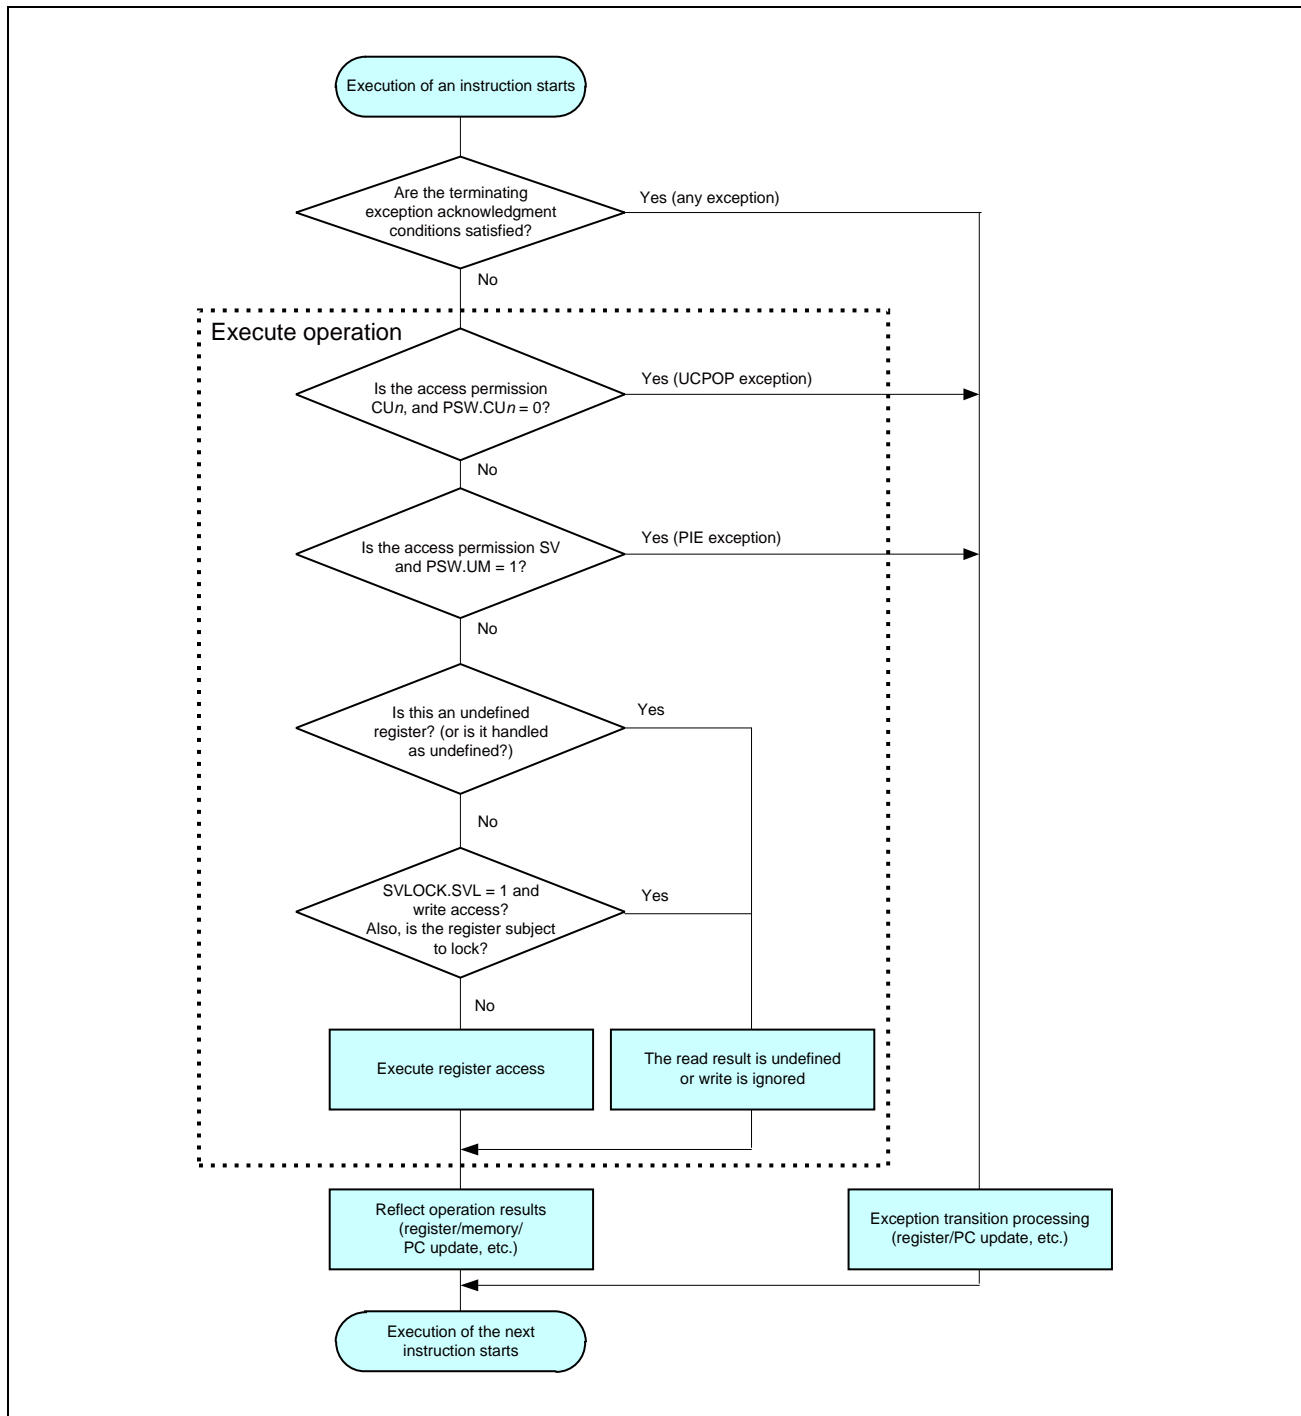 Execution of an instruction starts
Are the terminating
exception acknowledgment
conditions satisfied?
Yes (any exception)
No
Execute operation
Is the access permission
CUn, and PSW.CUn = 0?
Yes (UCPOP exception)
No
Is the access permission SV
and PSW.UM = 1?
Yes (PIE exception)
No
Is this an undefined
register? (or is it handled
as undefined?)
Yes
No
SVLOCK.SVL = 1 and
write access?
Also, is the register subject
to lock?
Yes
No
Execute register access
The read result is undefined
or write is ignored
Reflect operation results
(register/memory/
PC update, etc.)
Exception transition processing
(register/PC update, etc.)
Execution of the next
instruction starts